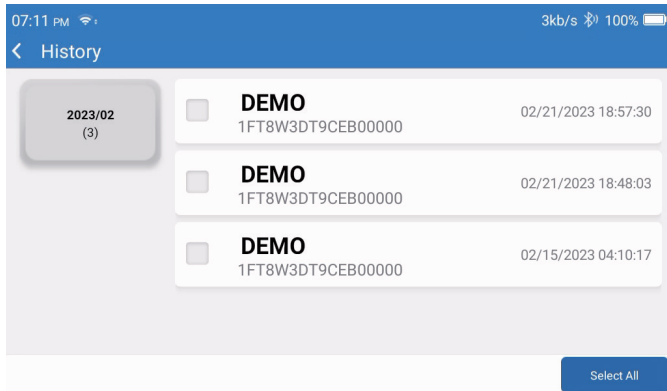 07:11 PM 3kb/s 100%
History
2023/02
(3)
DEMO
1FT8W3DT9CEB00000 02/21/2023 18:57:30
DEMO
1FT8W3DT9CEB00000 02/21/2023 18:48:03
DEMO
1FT8W3DT9CEB00000 02/15/2023 04:10:17
Select All